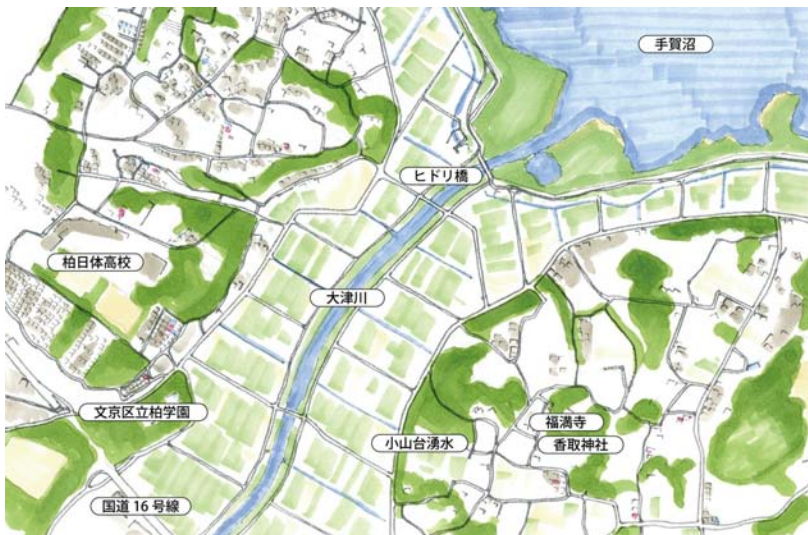 手賀沼
ヒドリ橋
柏日体高校
大津川
文京区立柏学園
福満寺
小山台湧水
香取神社
国道 16 号線